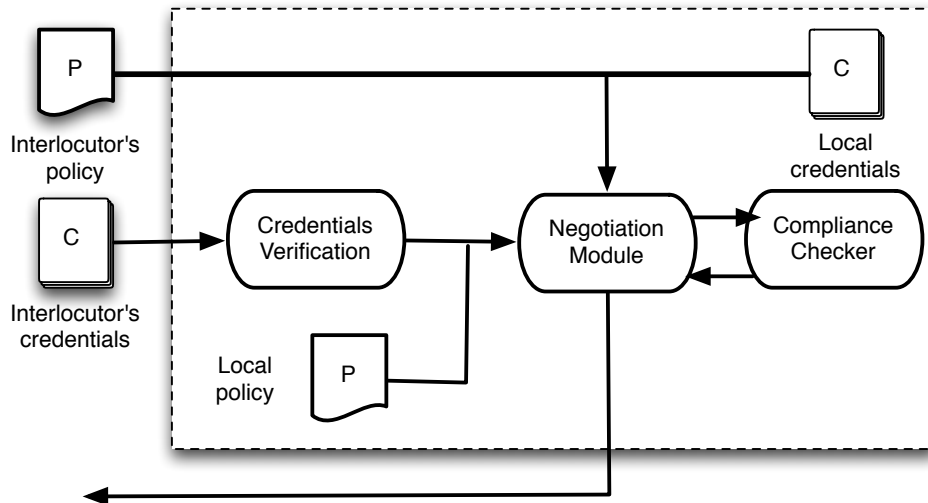 P
Interlocutor's
policy
C
Local
credentials
C
Interlocutor's
credentials
Credentials
Verification
Negotiation
Module
Compliance
Checker
Local
policy
P